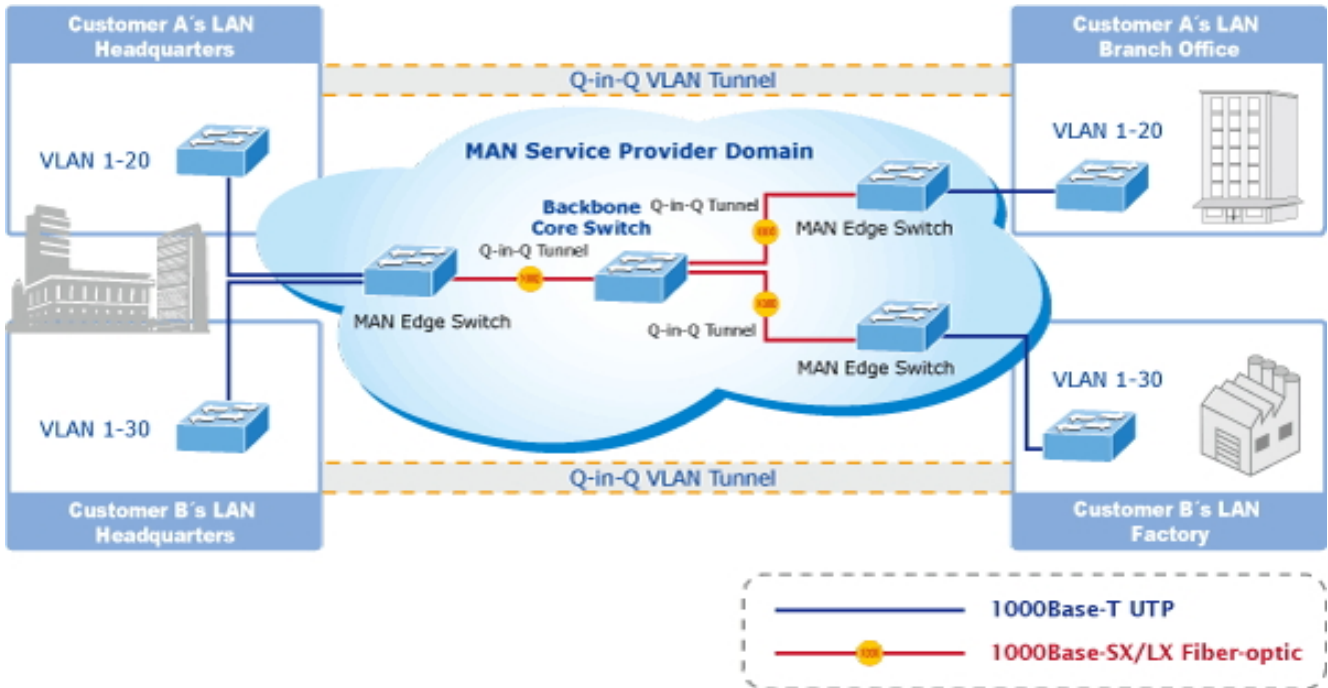 Customer A´s LAN
Headquarters
Customer A´s LAN
Branch Office
Q-in-Q VLAN Tunnel
VLAN 1-20
VLAN 1-20
MAN Service Provider Domain
Backbone
Core Switch
Q-in-Q Tunnel
Q-in-Q Tunnel
MAN Edge Switch
MAN Edge Switch
Q-in-Q Tunnel
MAN Edge Switch
VLAN 1-30
VLAN 1-30
Q-in-Q VLAN Tunnel
Customer B´s LAN
Headquarters
Customer B´s LAN
Factory
1000Base-T UTP
1000Base-SX/LX Fiber-optic